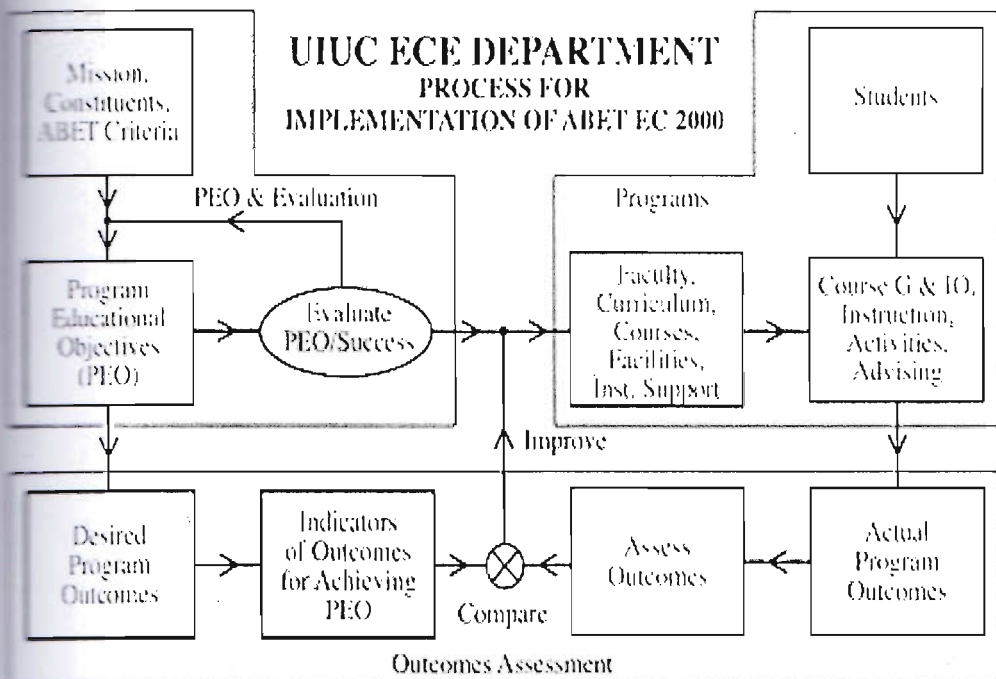 UIUC ECE DEPARTMENT
PROCESS FOR
IMPLEMENTATION OF ABET EC 2000
Mission,
Constituents,
ABET Criteria
Students
PEO & Evaluation
Programs
Program
Educational
Objectives
(PEO)
Evaluate
PEO/Success
Faculty,
Curriculum,
Courses,
Facilities,
Inst. Support
Course G & IO,
Instruction,
Activities,
Advising
Improve
Desired
Program
Outcomes
Indicators
of Outcomes
for Achieving
PEO
Compare
Assess
Outcomes
Actual
Program
Outcomes
Outcomes Assessment